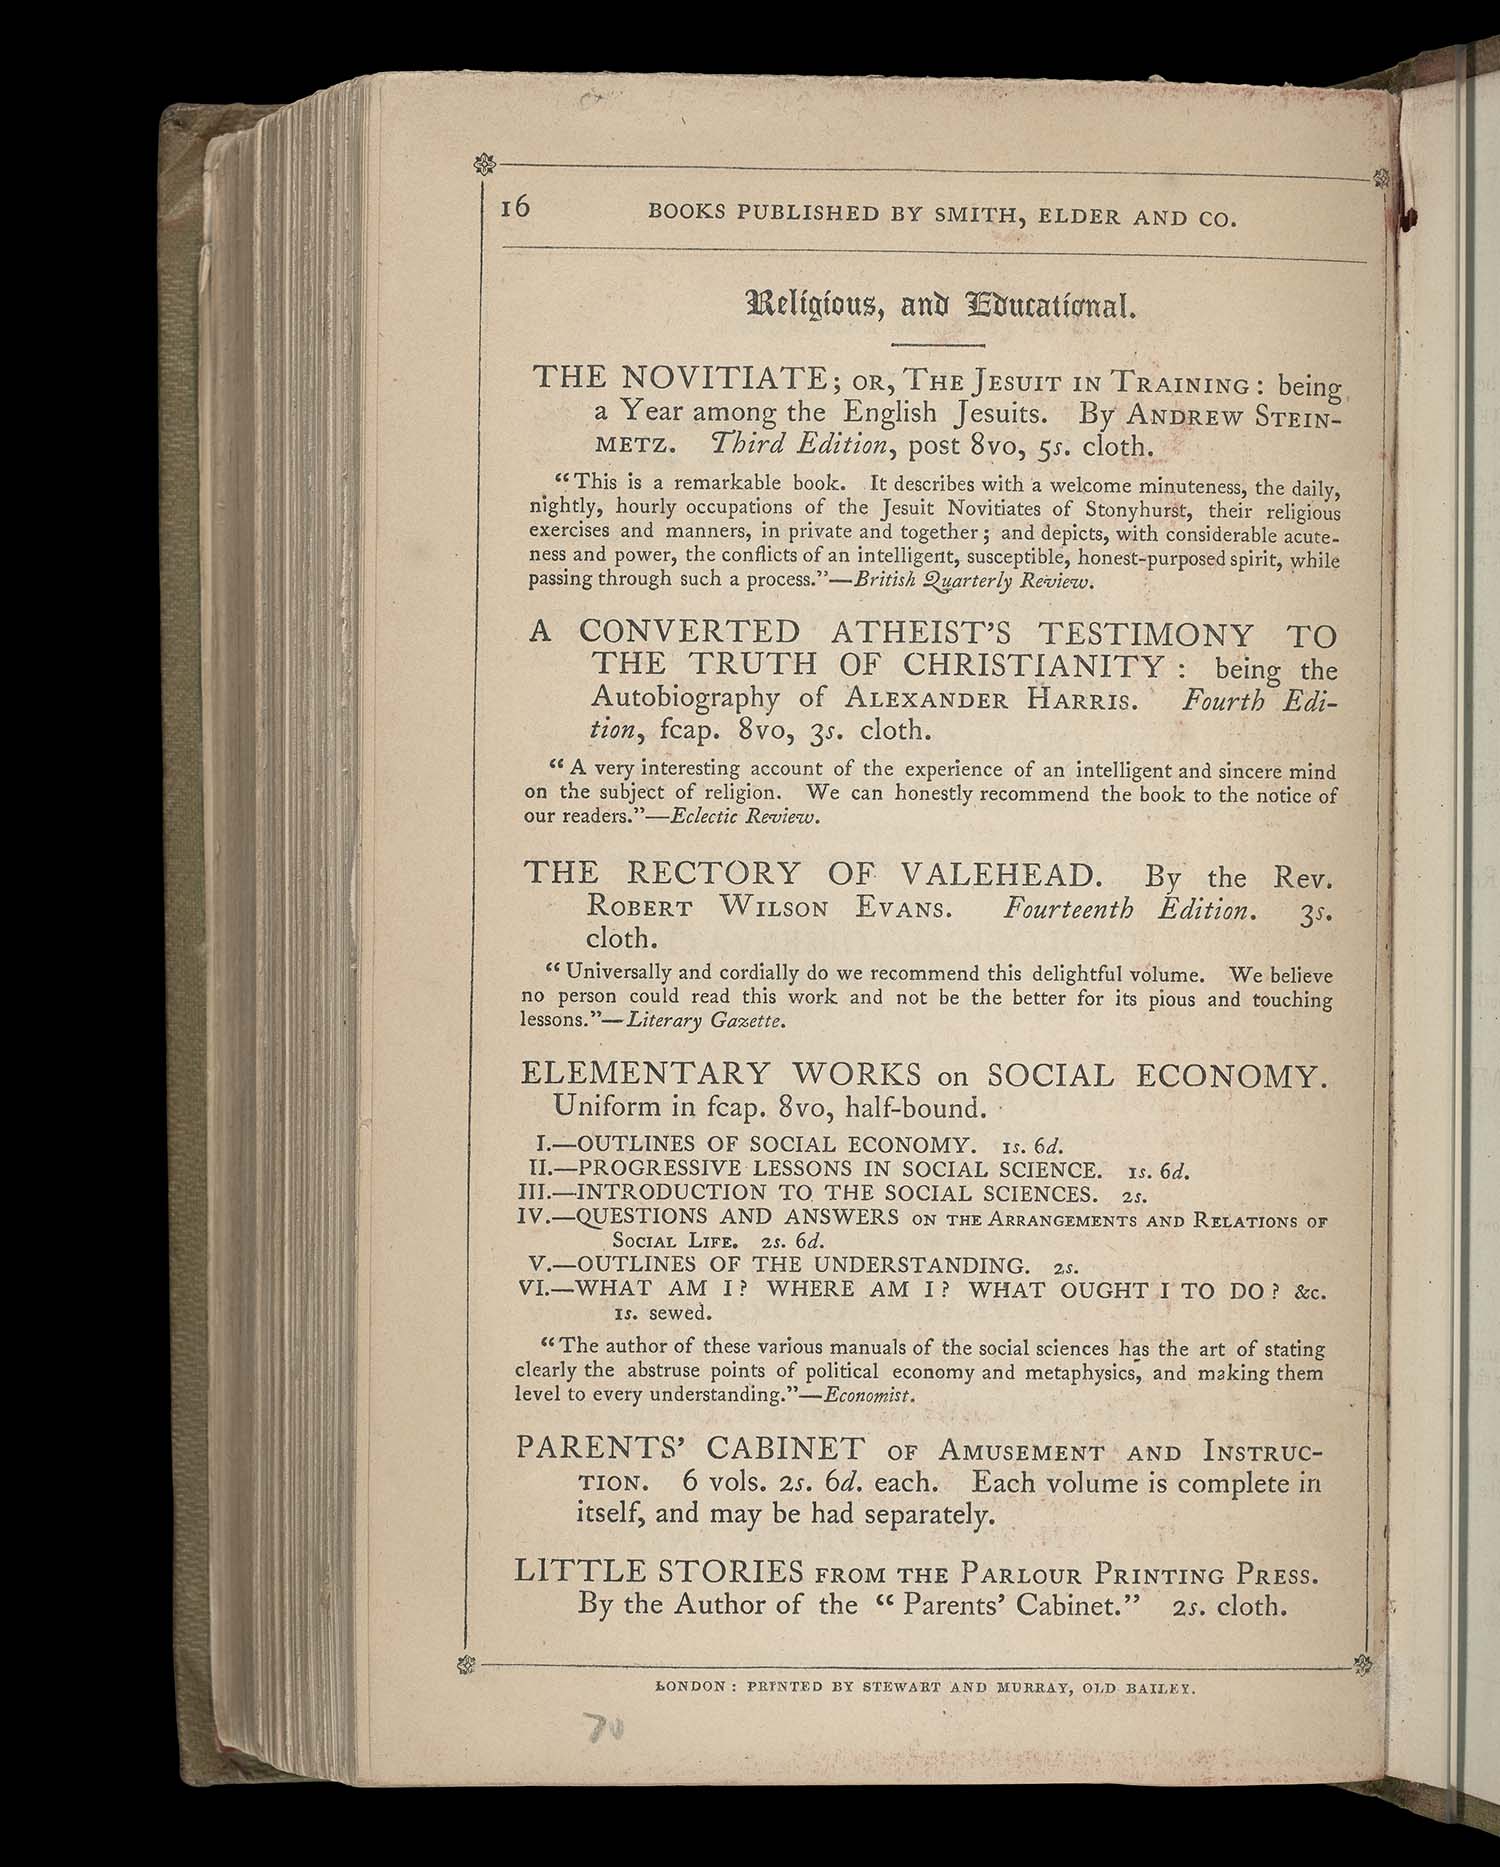 16 BOOKS PUBLISHED BY SMITH, ELDER AND CO.
Religious, and Educational.
THE NOVITIATE; OR, THE JESUIT IN TRAINING: being
a Year among the English Jesuits. By ANDREW STEIN-
METZ. Third Edition, post 8vo, 5s. cloth.
“This is a remarkable book. It describes with a welcome minuteness, the daily,
nightly, hourly occupations of the Jesuit Novitiates of Stonyhurst, their religious
exercises and manners, in private and together; and depicts, with considerable acute-
ness and power, the conflicts of an intelligent, susceptible, honest-purposed spirit, while
passing through such a process.”—British Quarterly Review.
A CONVERTED ATHEIST’S TESTIMONY TO
THE TRUTH OF CHRISTIANITY: being the
Autobiography of ALEXANDER HARRIS. Fourth Edi-
tion, fcap. 8vo, 3s. cloth.
“A very interesting account of the experience of an intelligent and sincere mind
on the subject of religion. We can honestly recommend the book to the notice of
our readers.”—Eclectic Review.
THE RECTORY OF VALEHEAD. By the Rev.
ROBERT WILSON EVANS. Fourteenth Edition. 3s.
cloth.
“Universally and cordially do we recommend this delightful volume. We believe
no person could read this work and not be the better for its pious and touching
lessons.”—Literary Gazette.
ELEMENTARY WORKS on SOCIAL ECONOMY.
Uniform in fcap. 8vo, half-bound.
I.—OUTLINES OF SOCIAL ECONOMY. 1s. 6d.
II.—PROGRESSIVE LESSONS IN SOCIAL SCIENCE. 1s. 6d.
III.—INTRODUCTION TO THE SOCIAL SCIENCES. 2s.
IV.—QUESTIONS AND ANSWERS ON THE ARRANGEMENTS AND RELATIONS OF
SOCIAL LIFE. 2s. 6d.
V.—OUTLINES OF THE UNDERSTANDING. 2s.
VI.—WHAT AM I? WHERE AM I? WHAT OUGHT I TO DO? &c.
1s. sewed.
“The author of these various manuals of the social sciences has the art of stating
clearly the abstruse points of political economy and metaphysics, and making them
level to every understanding.”—Economist.
PARENTS’ CABINET OF AMUSEMENT AND INSTRUC-
TION. 6 vols. 2s. 6d. each. Each volume is complete in
itself, and may be had separately.
LITTLE STORIES FROM THE PARLOUR PRINTING PRESS.
By the Author of the “Parents’ Cabinet.” 2s. cloth.
LONDON: PRINTED BY STEWART AND MURRAY, OLD BAILEY.
70